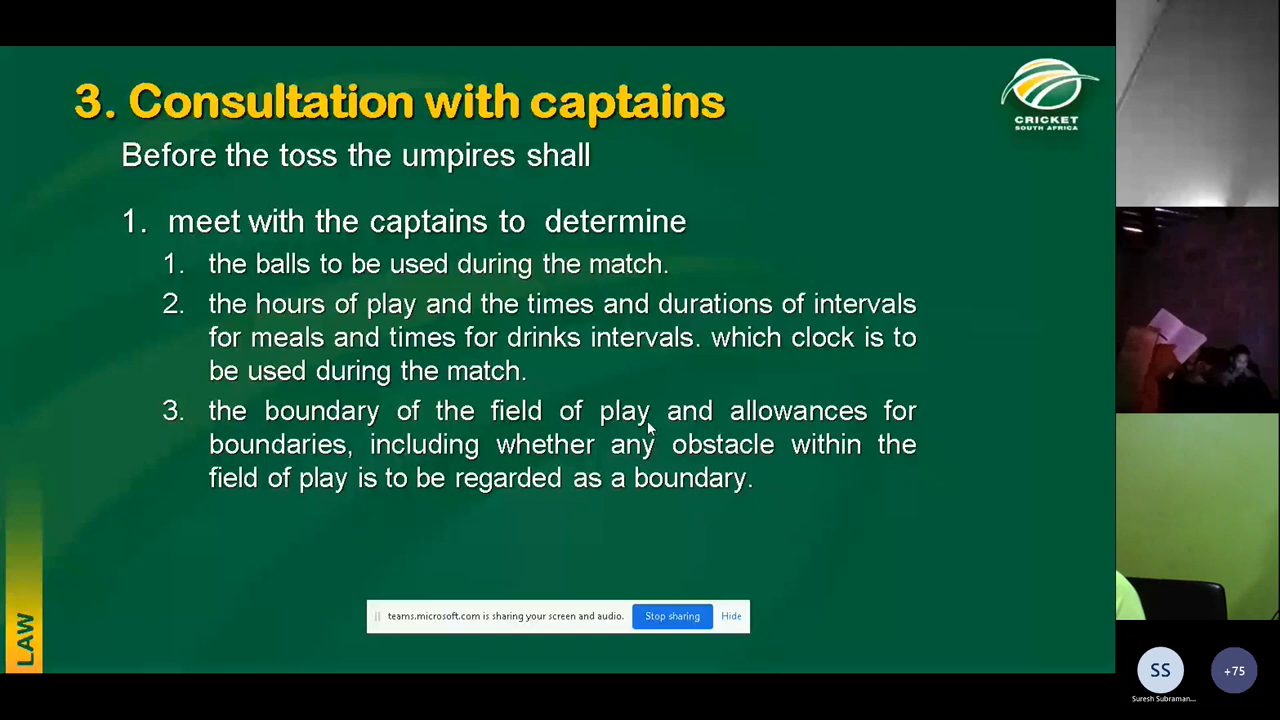 3. Consultation with captains
CRICKET
SOUTH AFRICA
Before the toss the umpires shall
1. meet with the captains to determine
1. the balls to be used during the match.
2. the hours of play and the times and durations of intervals
for meals and times for drinks intervals. which clock is to
be used during the match.
3. the boundary of the field of play and allowances for
boundaries, including whether any obstacle within the
field of play is to be regarded as a boundary.
LAW
teams.microsoft.com is sharing your screen and audio. Stop sharing Hide
SS
+75
Suresh Subraman...